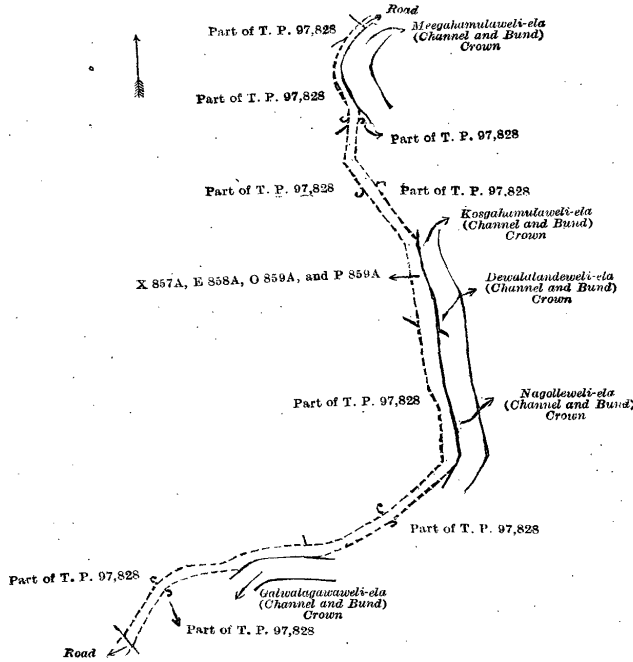 Road
Part of T. P. 97,828
Meegahamulaweli-ela
(Channel and Bund)
Crown
Part of T. P. 97,828
Part of T. P. 97,828
Part of T. P. 97,828
Part of T. P. 97,828
Kosgahamulaweli-ela
(Channel and Bund)
Crown
X 857A, E 858A, O 859A, and P 859A
Dewalalandeweli-ela
(Channel and Bund)
Crown
Part of T. P. 97,828
Nagolleweli-ela
(Channel and Bund)
Crown
Part of T. P. 97,828
Part of T. P. 97,828
Galwalagawaweli-ela
(Channel and Bund)
Crown
Part of T. P. 97,828
Road